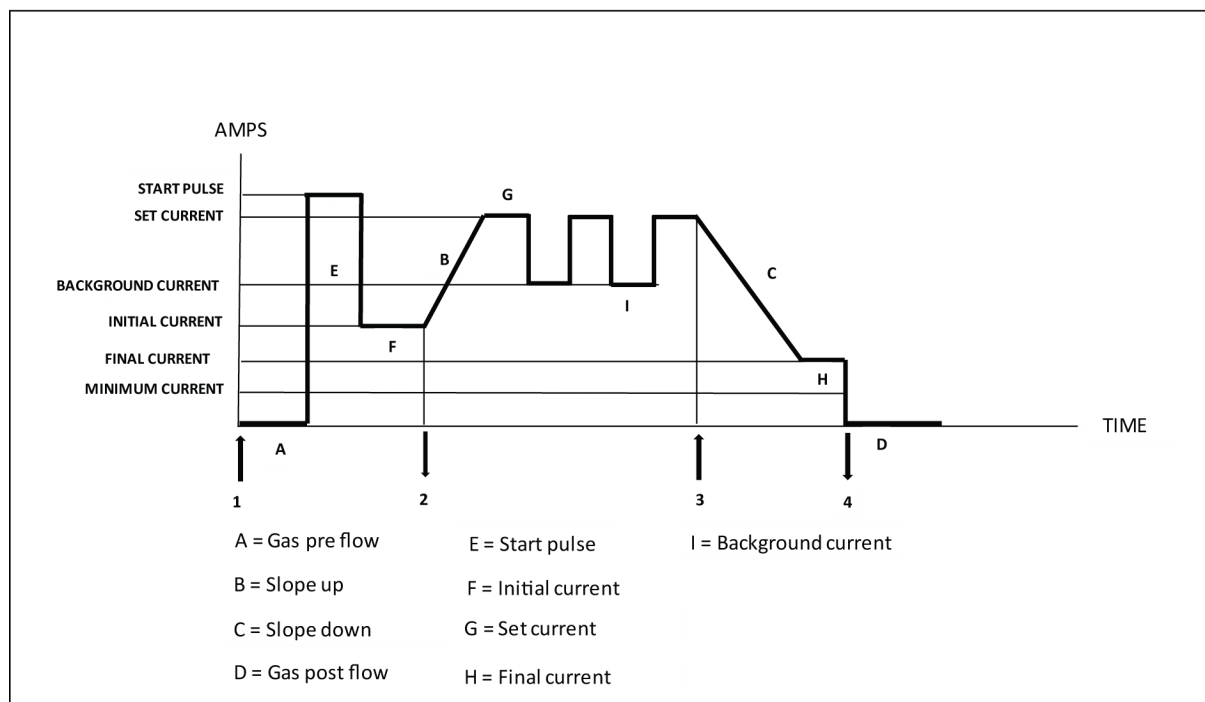 AMPS
START PULSE
SET CURRENT
BACKGROUND CURRENT
INITIAL CURRENT
FINAL CURRENT
MINIMUM CURRENT
G
B
E
C
I
F
H
TIME
A
D
1
2
3
4
A = Gas pre flow
E = Start pulse
I = Background current
B = Slope up
F = Initial current
C = Slope down
G = Set current
D = Gas post flow
H = Final current